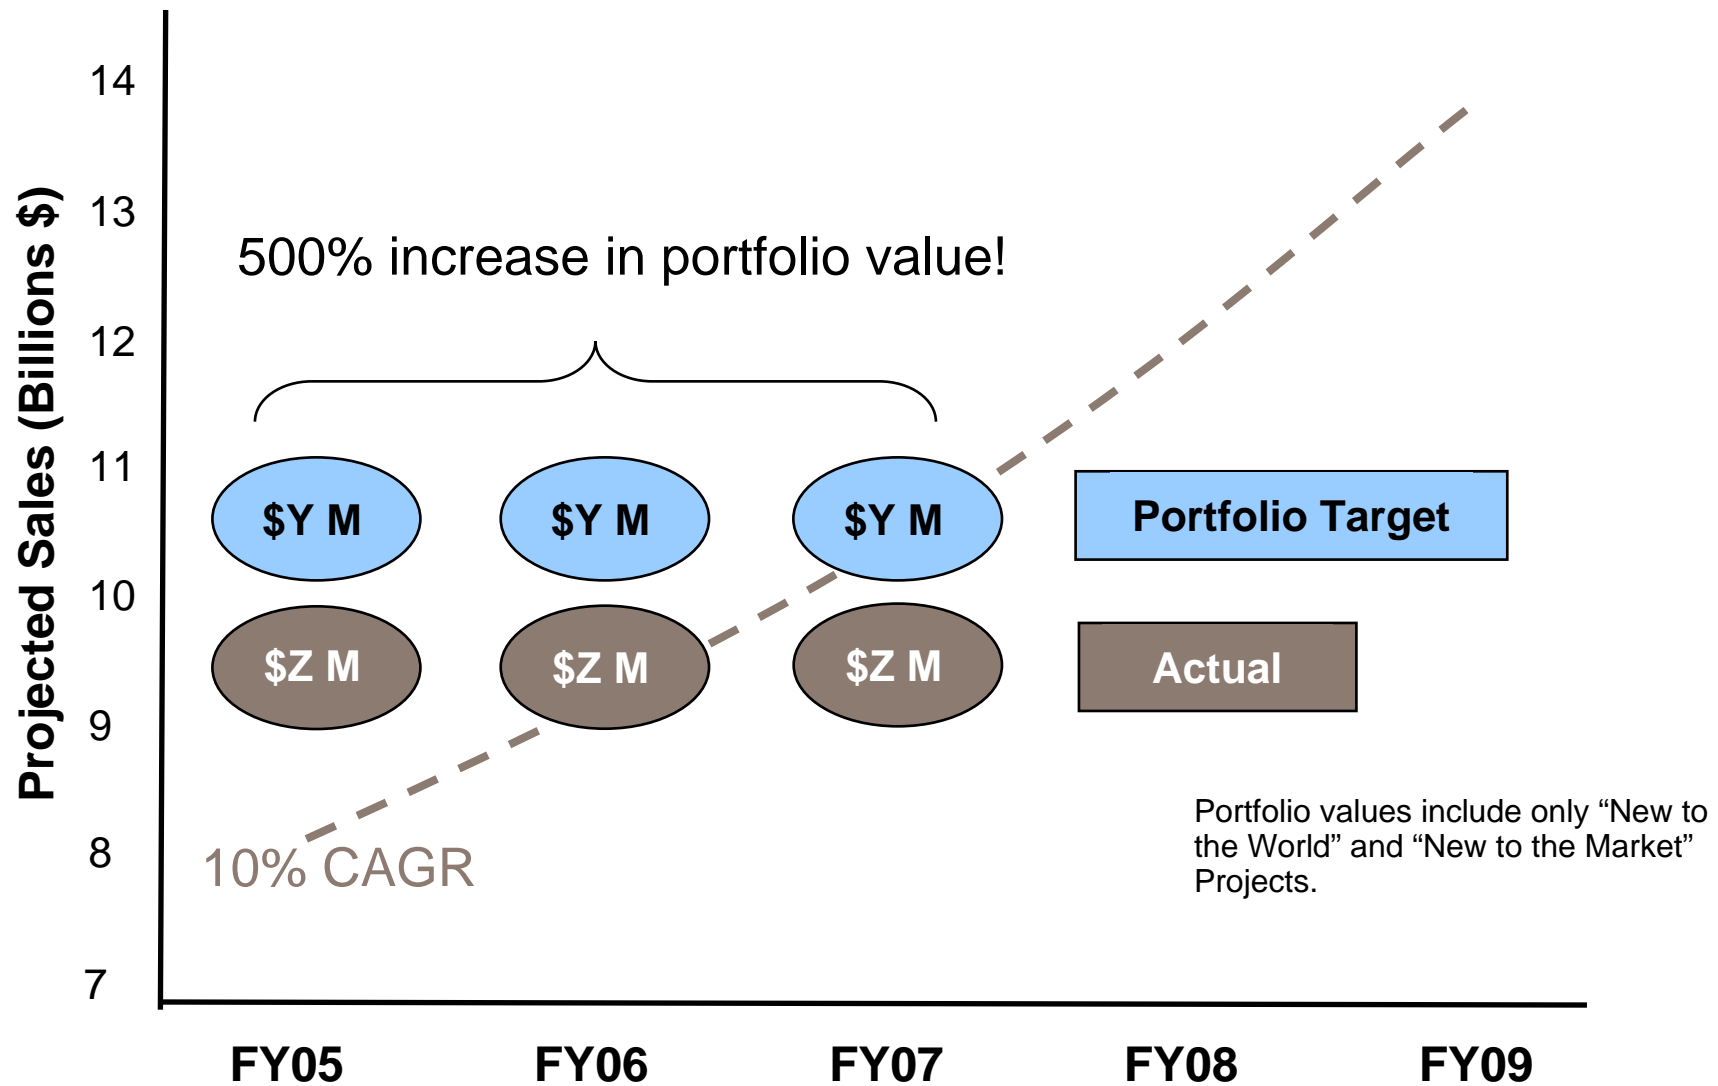 Projected Sales (Billions $)
14
13
12
11
10
9
8
7
500% increase in portfolio value!
$Y M
$Y M
$Y M
Portfolio Target
$Z M
$Z M
$Z M
Actual
10% CAGR
Portfolio values include only “New to
the World” and “New to the Market”
Projects.
FY05
FY06
FY07
FY08
FY09